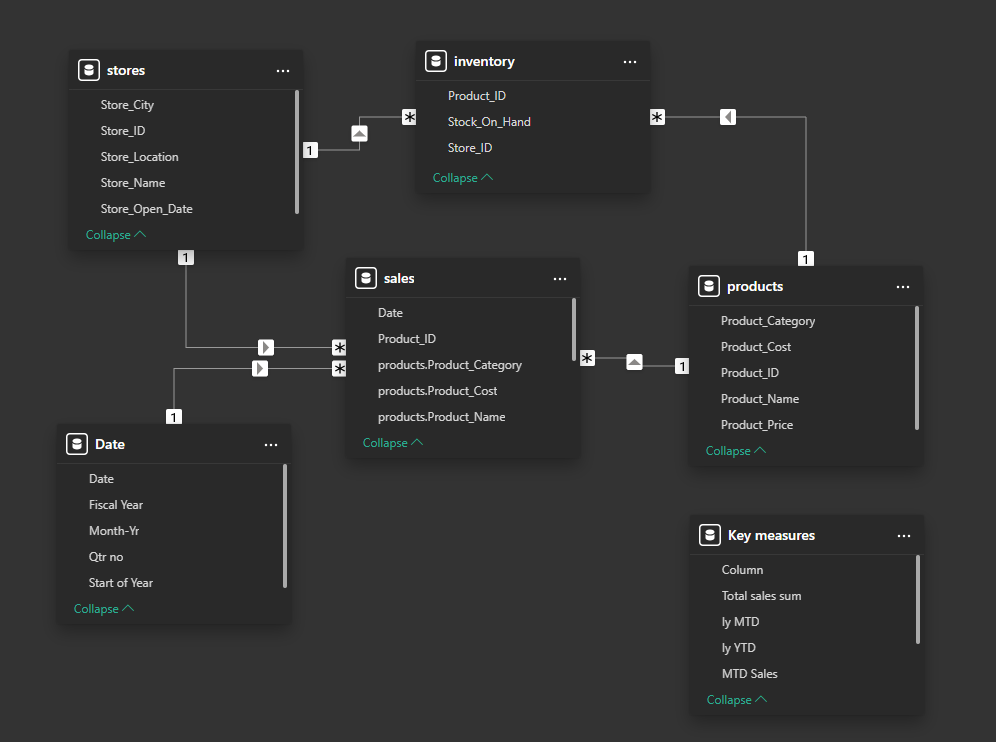 stores
Store_City
Store_ID
Store_Location
Store_Name
Store_Open_Date
Collapse
1
1
inventory
Product_ID
Stock_On_Hand
Store_ID
Collapse
*
*
sales
Date
Product_ID
products.Product_Category
products.Product_Cost
products.Product_Name
Collapse
*
*
*
products
Product_Category
Product_Cost
Product_ID
Product_Name
Product_Price
Collapse
1
1
Date
Date
Fiscal Year
Month-Yr
Qtr no
Start of Year
Collapse
1
Key measures
Column
Total sales sum
ly MTD
ly YTD
MTD Sales
Collapse